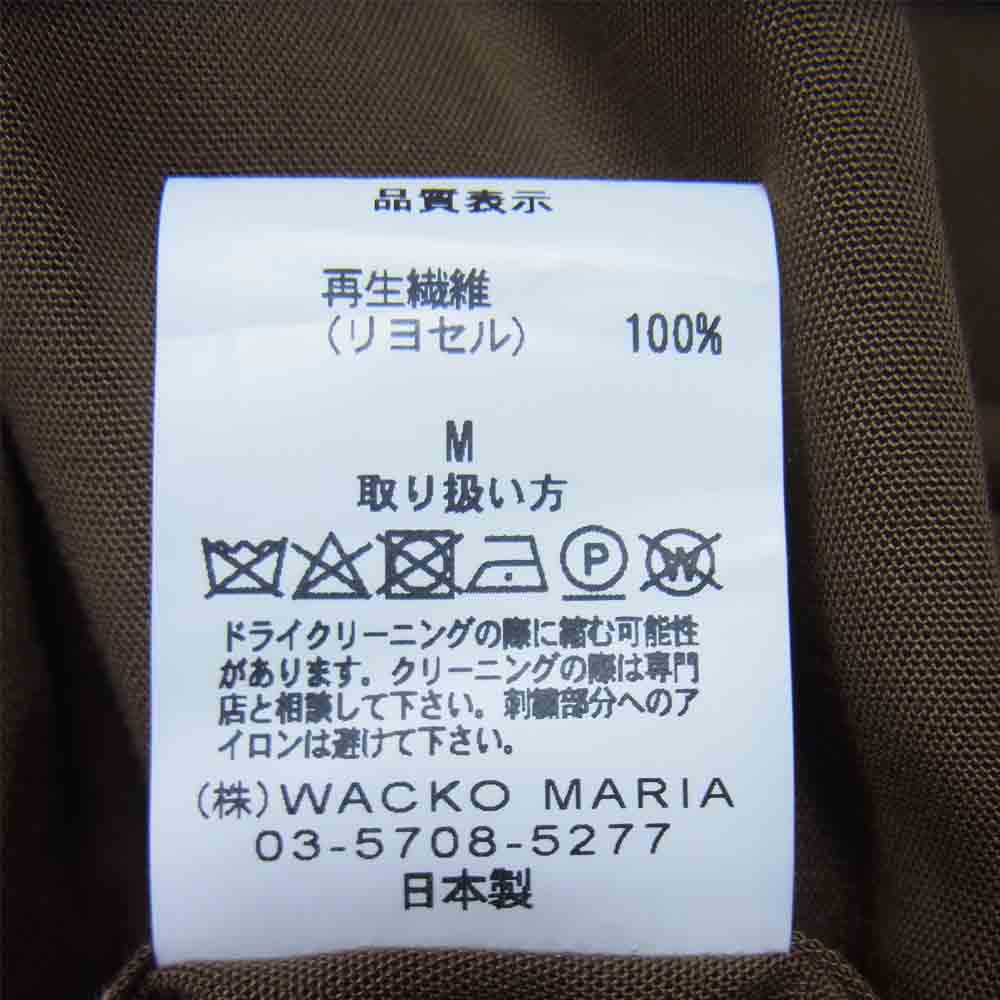 品質表示
再生繊維
(リヨセル) 100%
M
取り扱い方
P W
ドライクリーニングの際に縮む可能性
があります。クリーニングの際は専門
店と相談して下さい。刺繍部分へのア
イロンは避けて下さい。
(株)WACKO MARIA
03-5708-5277
日本製